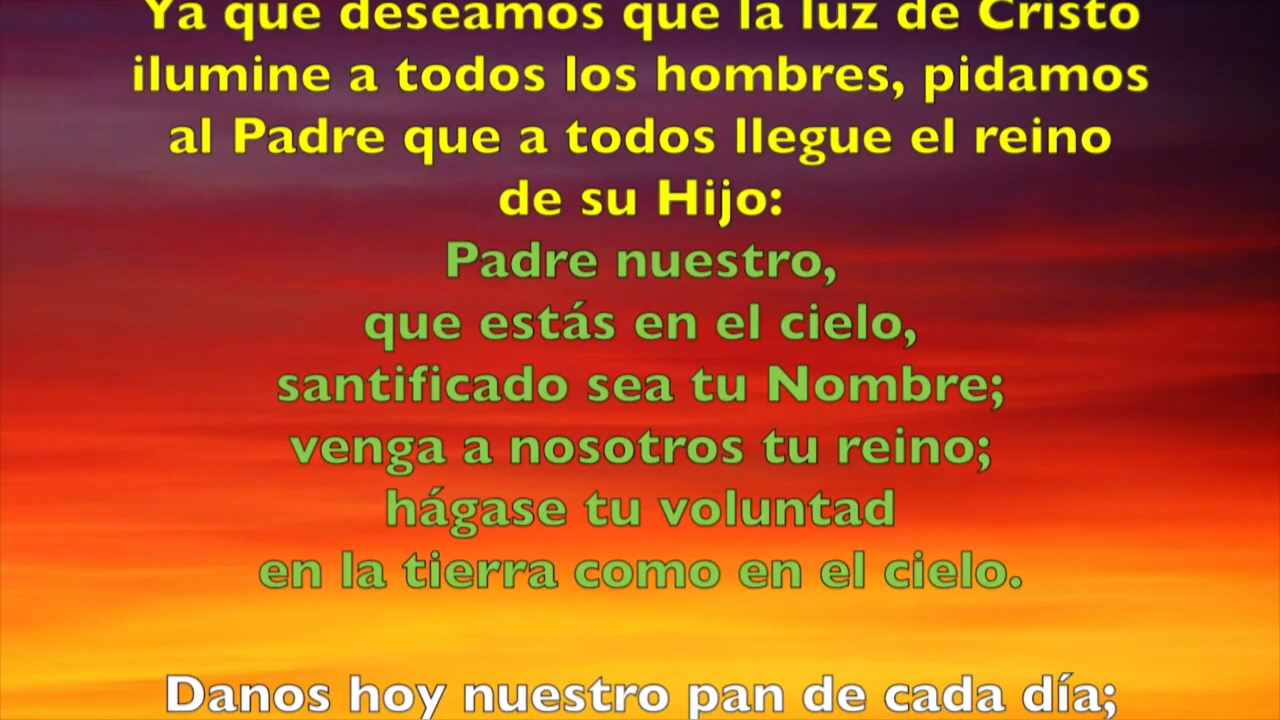 Ya que deseamos que la luz de Cristo
ilumine a todos los hombres, pidamos
al Padre que a todos llegue el reino
de su Hijo:
Padre nuestro,
que estás en el cielo,
santificado sea tu Nombre;
venga a nosotros tu reino;
hágase tu voluntad
en la tierra como en el cielo.
Danos hoy nuestro pan de cada día;